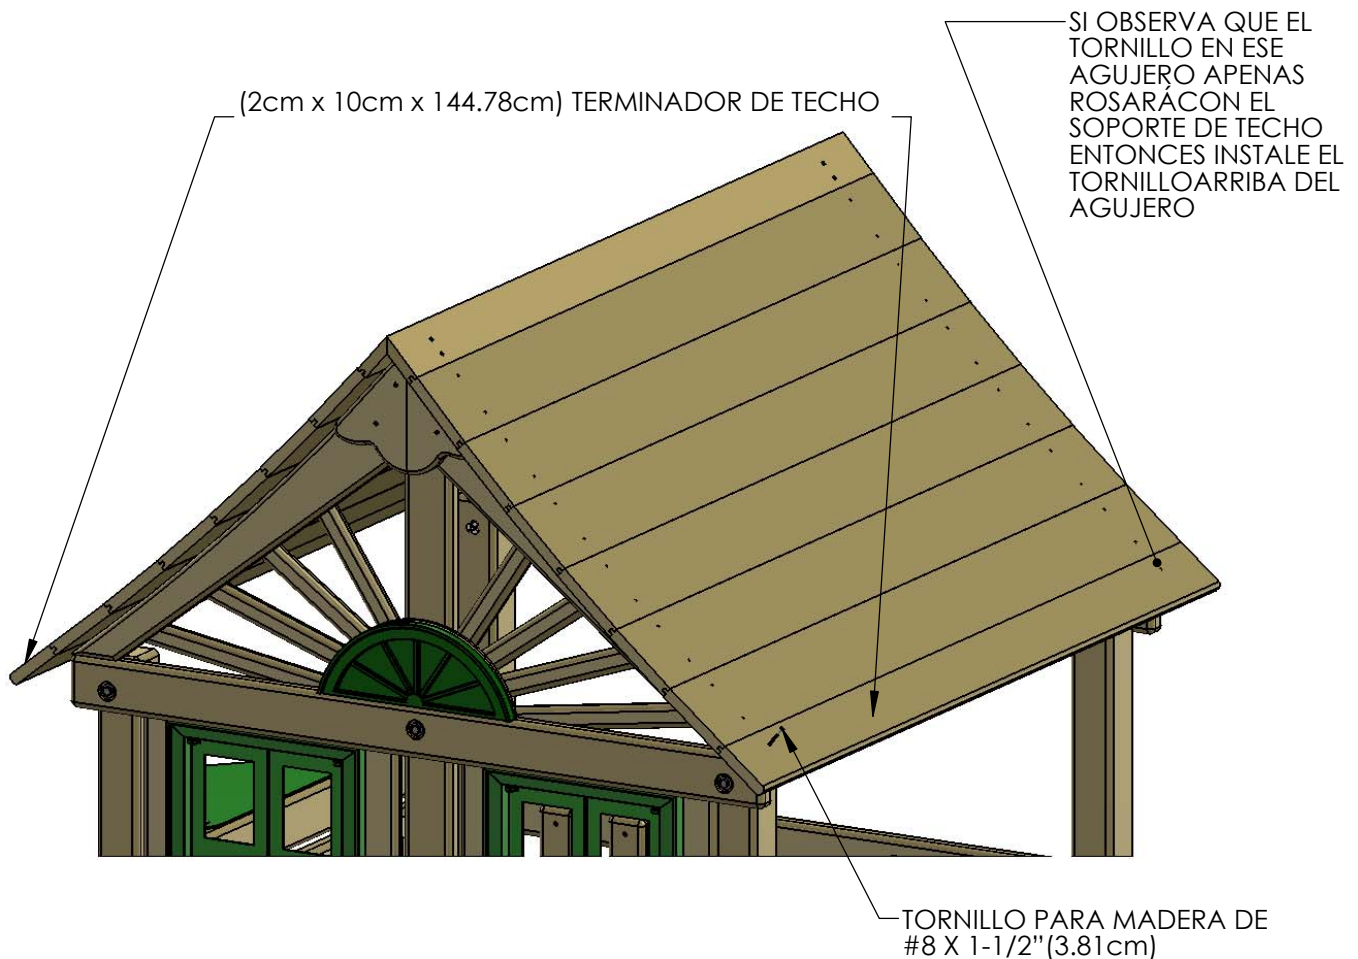 SI OBSERVA QUE EL
TORNILLO EN ESE
AGUJERO APENAS
ROSARÁCON EL
SOPORTE DE TECHO
ENTONCES INSTALE EL
TORNILLOARRIBA DEL
AGUJERO
(2cm x 10cm x 144.78cm) TERMINADOR DE TECHO
TORNILLO PARA MADERA DE
#8 X 1-1/2”(3.81cm)